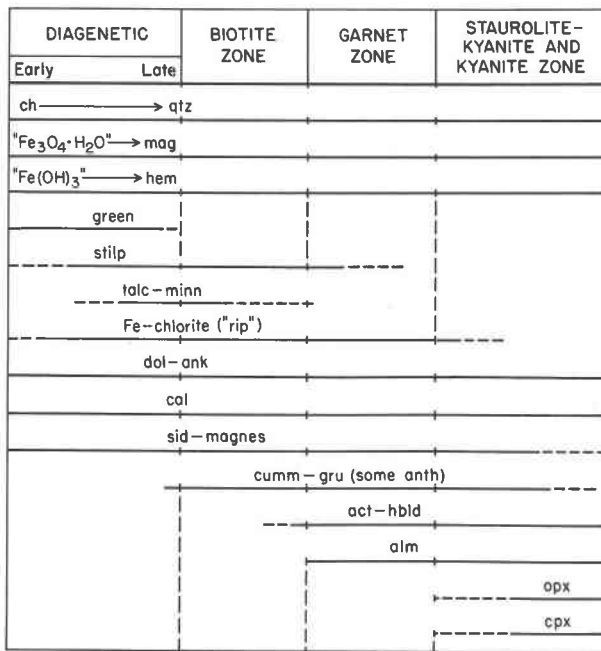 DIAGENETIC
Early Late
BIOTITE
ZONE
GARNET
ZONE
STAUROLITE-
KYANITE AND
KYANITE ZONE
ch → qtz
"Fe3O4·H2O" → mag
"Fe(OH)3" → hem
green
stilp
talc–minn
Fe–chlorite ("rip")
dol–ank
cal
sid–magnes
cumm–gru (some anth)
act–hbld
alm
opx
cpx